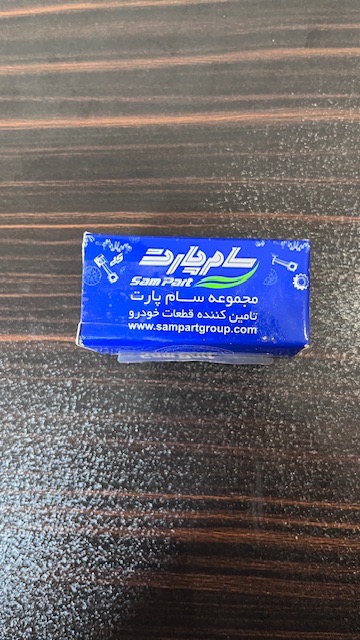 سام پارت
Sam Part
مجموعه سام پارت
تامین کننده قطعات خودرو
www.sampartgroup.com